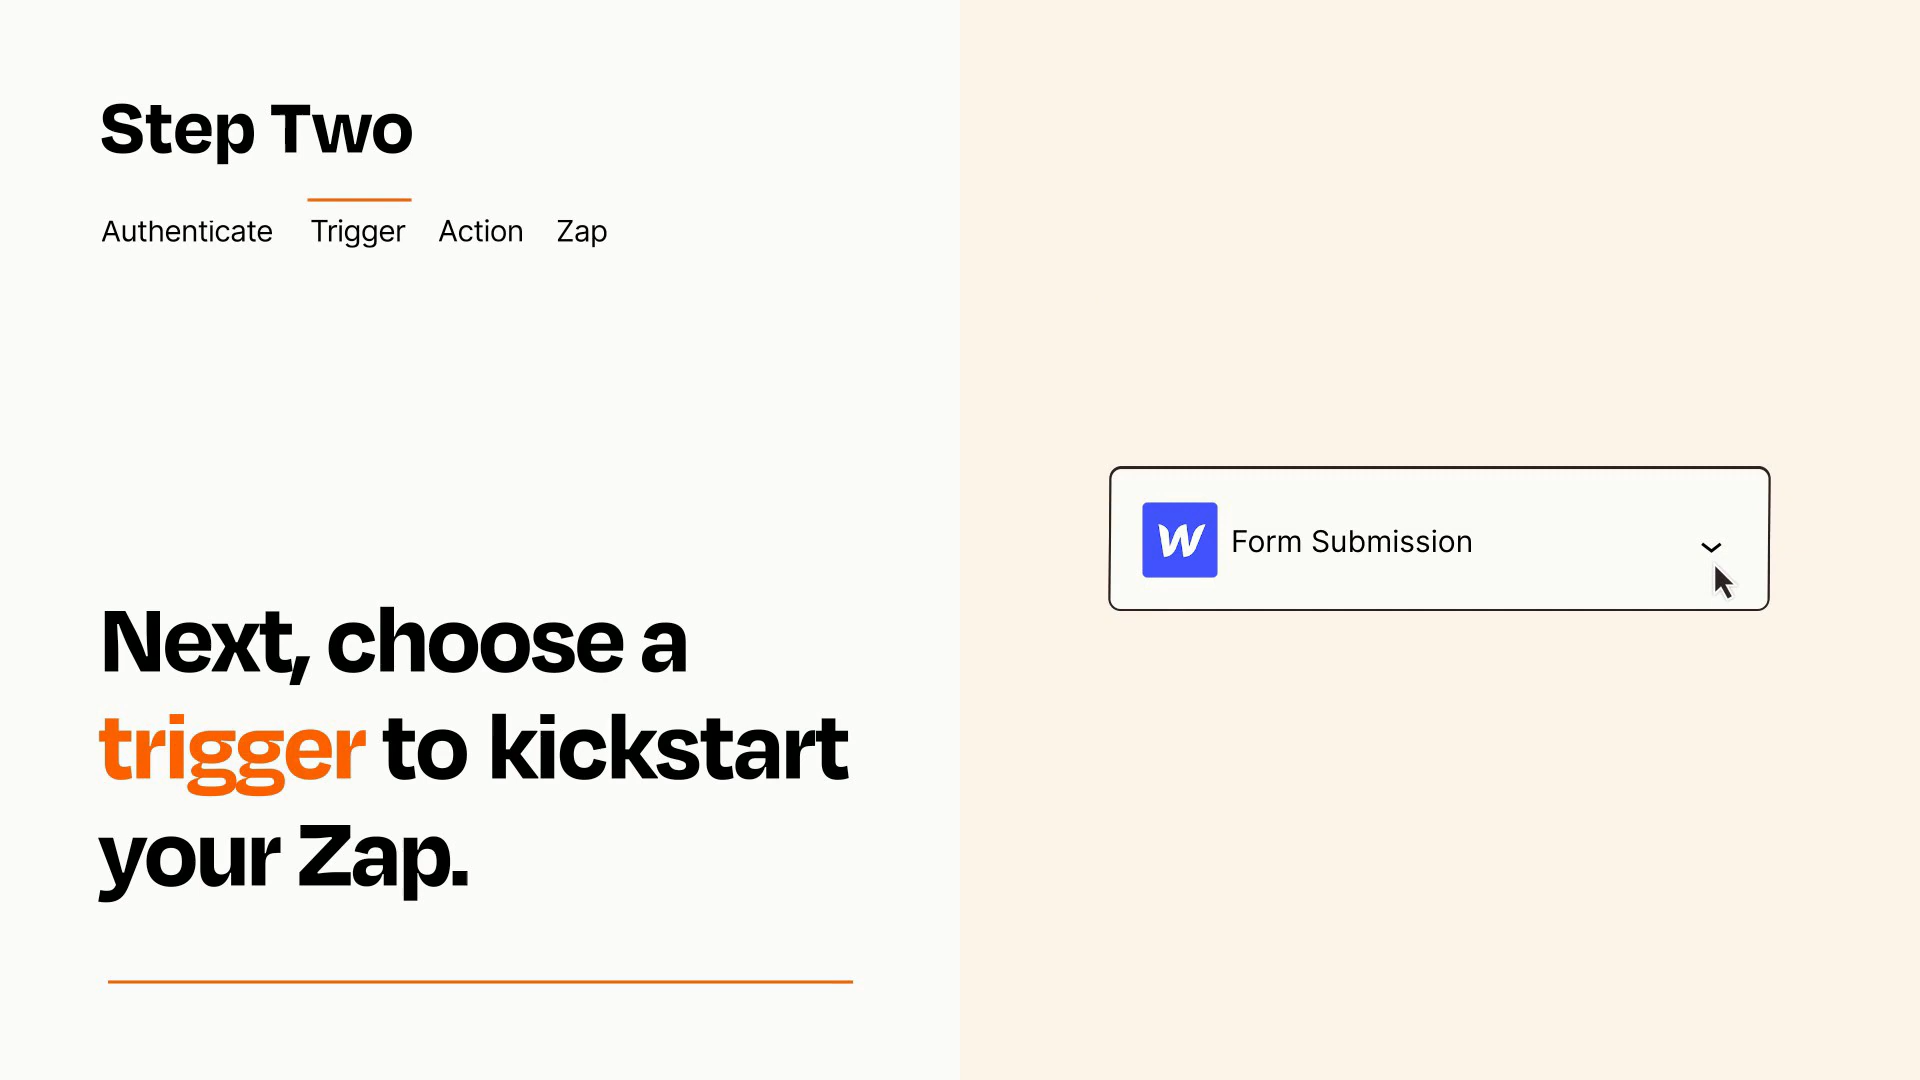 Step Two
Authenticate Trigger Action Zap
Next, choose a
trigger to kickstart
your Zap.
Form Submission